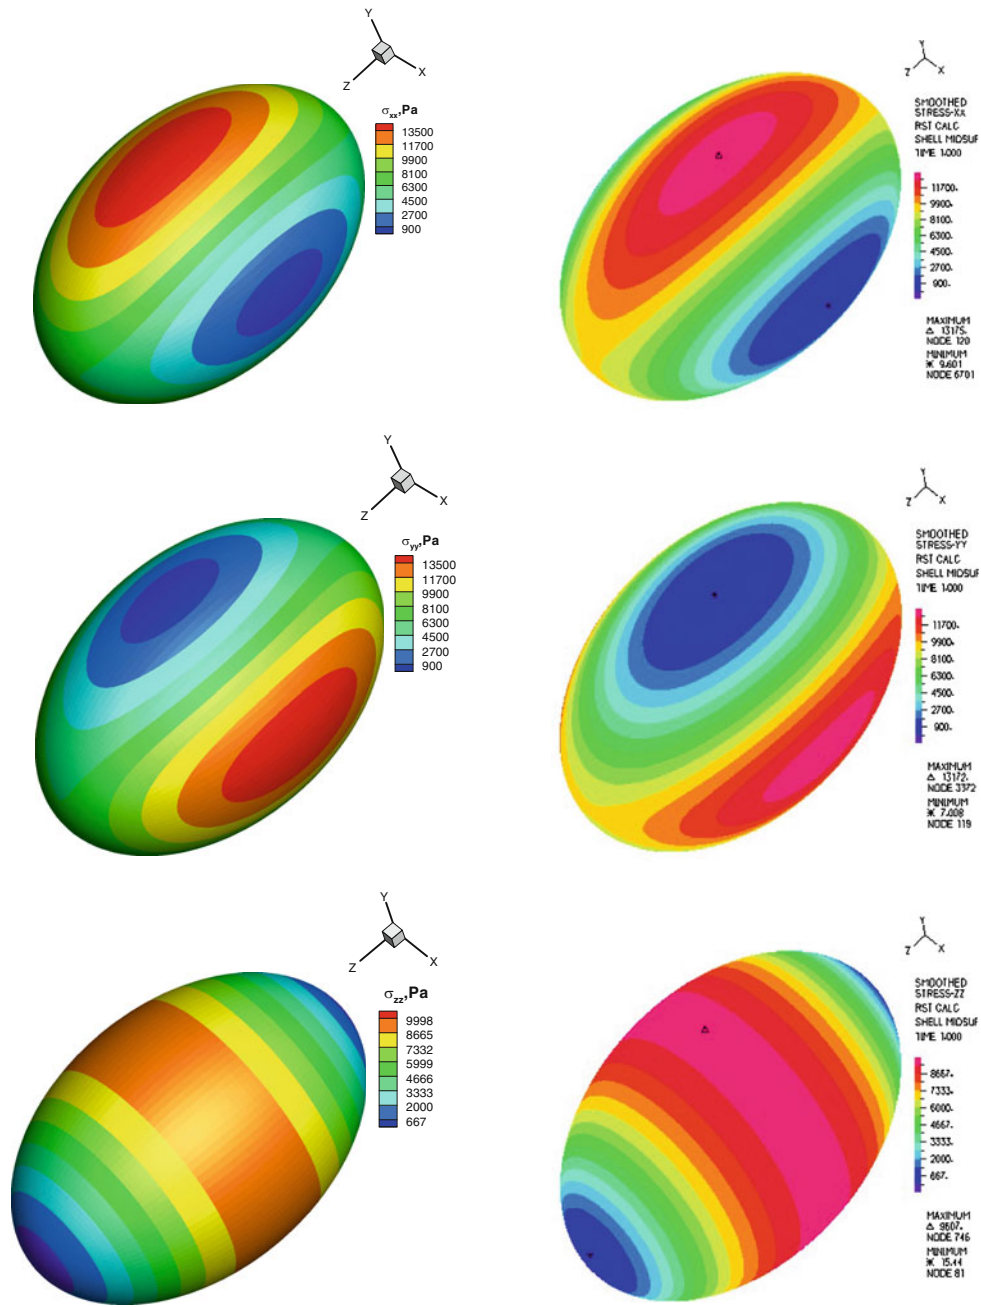 Y
Z
X
σxx,Pa
13500
11700
9900
8100
6300
4500
2700
900
Y
Z
X
SMOOTHED
STRESS-XX
RST CALC
SHELL MIDSUF
TIME 1.000
11700.
9900.
8100.
6300.
4500.
2700.
900.
MAXIMUM
△ 13175.
NODE 120
MINIMUM
✳ 9.601
NODE 6701
Y
Z
X
σyy,Pa
13500
11700
9900
8100
6300
4500
2700
900
Y
Z
X
SMOOTHED
STRESS-YY
RST CALC
SHELL MIDSUF
TIME 1.000
11700.
9900.
8100.
6300.
4500.
2700.
900.
MAXIMUM
△ 13172.
NODE 3372
MINIMUM
✳ 7.008
NODE 119
Y
Z
X
σzz,Pa
9998
8665
7332
5999
4666
3333
2000
667
Y
Z
X
SMOOTHED
STRESS-ZZ
RST CALC
SHELL MIDSUF
TIME 1.000
8667.
7333.
6000.
4667.
3333.
2000.
667.
MAXIMUM
△ 9607.
NODE 746
MINIMUM
✳ 15.44
NODE 81